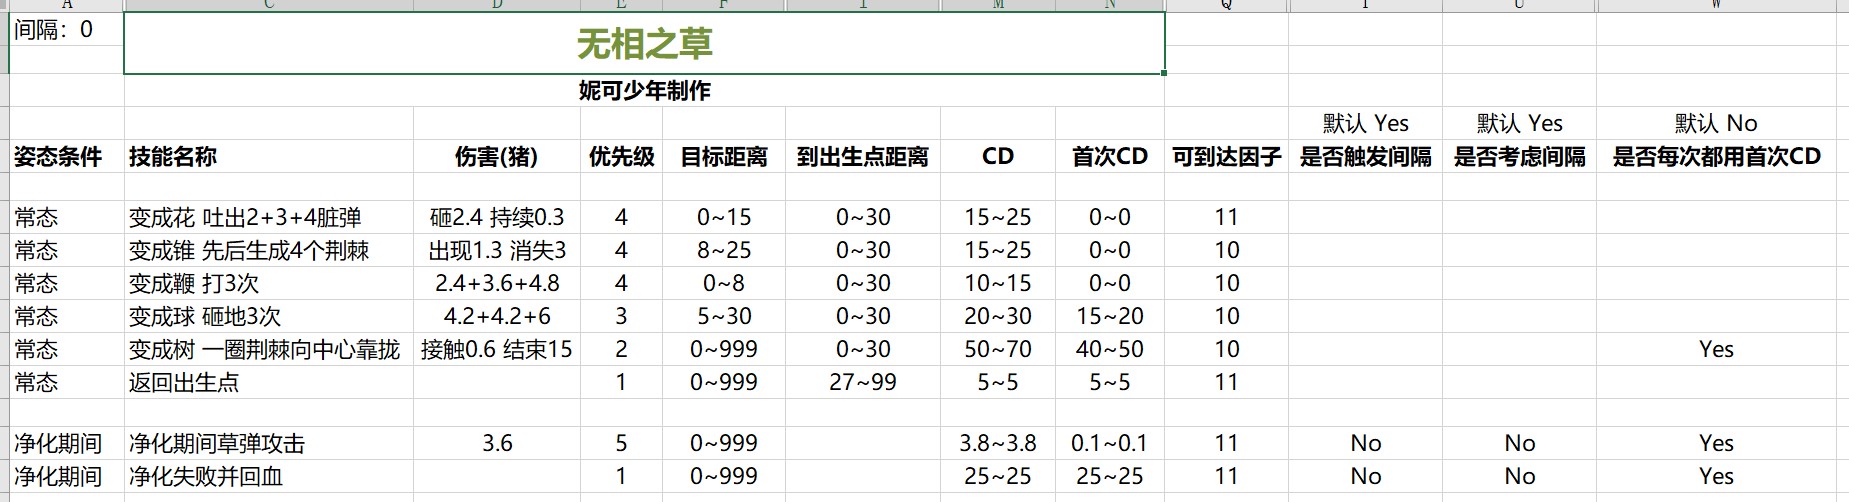 A C D E F I M N Q T U W
间隔：0
无相之草
妮可少年制作
默认 Yes 默认 Yes 默认 No
姿态条件 技能名称 伤害(猪) 优先级 目标距离 到出生点距离 CD 首次CD 可到达因子 是否触发间隔 是否考虑间隔 是否每次都用首次CD
常态 变成花 吐出2+3+4脏弹 砸2.4 持续0.3 4 0~15 0~30 15~25 0~0 11
常态 变成锥 先后生成4个荆棘 出现1.3 消失3 4 8~25 0~30 15~25 0~0 10
常态 变成鞭 打3次 2.4+3.6+4.8 4 0~8 0~30 10~15 0~0 10
常态 变成球 砸地3次 4.2+4.2+6 3 5~30 0~30 20~30 15~20 10
常态 变成树 一圈荆棘向中心靠拢 接触0.6 结束15 2 0~999 0~30 50~70 40~50 10 Yes
常态 返回出生点 1 0~999 27~99 5~5 5~5 11
净化期间 净化期间草弹攻击 3.6 5 0~999 3.8~3.8 0.1~0.1 11 No No Yes
净化期间 净化失败并回血 1 0~999 25~25 25~25 11 No No Yes